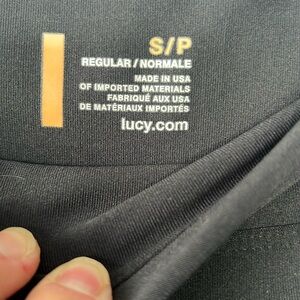 S/P
REGULAR/NORMALE
MADE IN USA
OF IMPORTED MATERIALS
FABRIQUÉ AUX USA
DE MATÉRIAUX IMPORTÉS
lucy.com